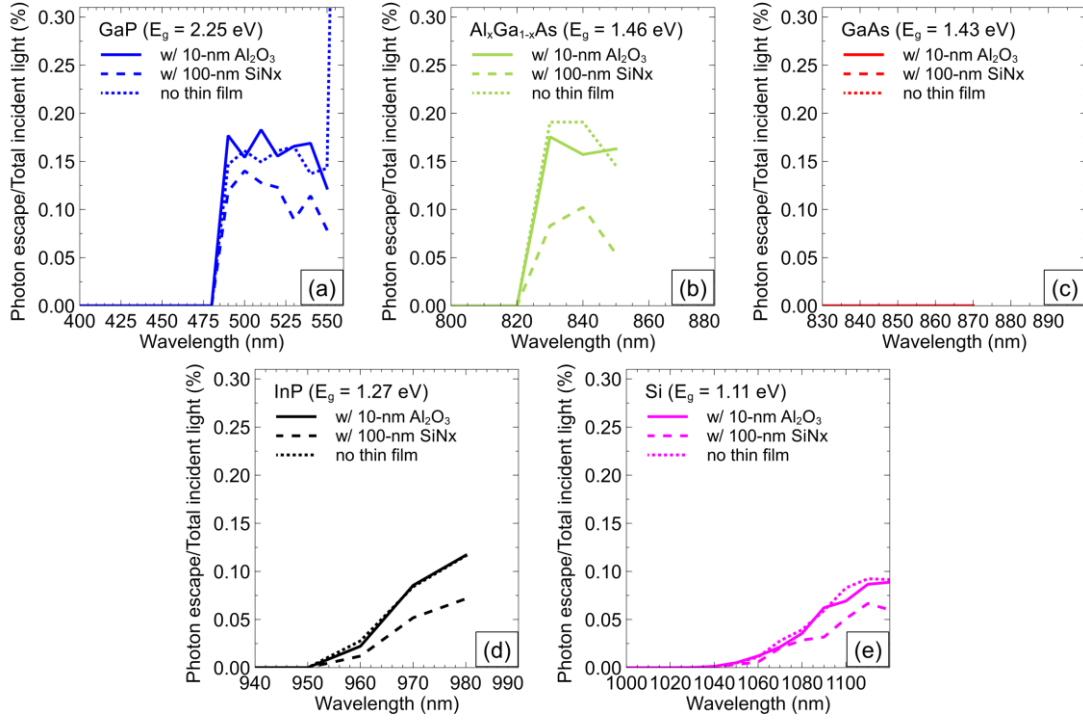 Photon escape/Total incident light (%)
0.30
0.25
0.20
0.15
0.10
0.05
0.00
GaP (E_g = 2.25 eV)
w/ 10-nm Al₂O₃
w/ 100-nm SiNx
no thin film
(a)
400 425 450 475 500 525 550
Wavelength (nm)
Photon escape/Total incident light (%)
0.30
0.25
0.20
0.15
0.10
0.05
0.00
AlₓGa₁₋ₓAs (E_g = 1.46 eV)
w/ 10-nm Al₂O₃
w/ 100-nm SiNx
no thin film
(b)
800 820 840 860 880
Wavelength (nm)
Photon escape/Total incident light (%)
0.30
0.25
0.20
0.15
0.10
0.05
0.00
GaAs (E_g = 1.43 eV)
w/ 10-nm Al₂O₃
w/ 100-nm SiNx
no thin film
(c)
830 840 850 860 870 880 890
Wavelength (nm)
Photon escape/Total incident light (%)
0.30
0.25
0.20
0.15
0.10
0.05
0.00
InP (E_g = 1.27 eV)
w/ 10-nm Al₂O₃
w/ 100-nm SiNx
no thin film
(d)
940 950 960 970 980 990
Wavelength (nm)
Photon escape/Total incident light (%)
0.30
0.25
0.20
0.15
0.10
0.05
0.00
Si (E_g = 1.11 eV)
w/ 10-nm Al₂O₃
w/ 100-nm SiNx
no thin film
(e)
1000 1020 1040 1060 1080 1100
Wavelength (nm)